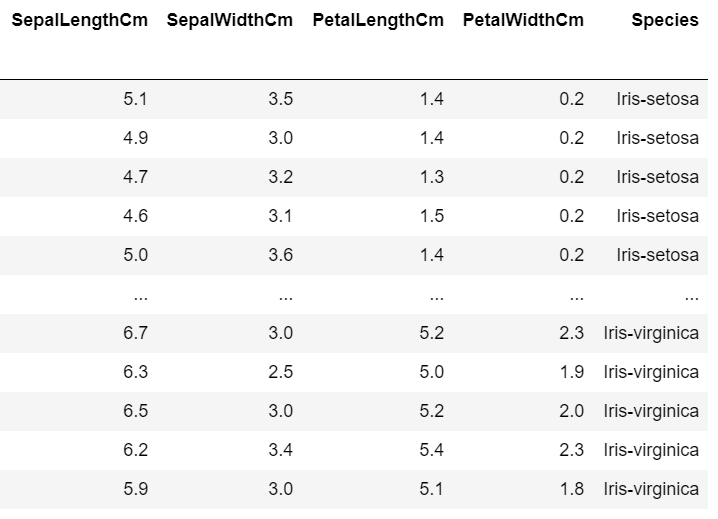 SepalLengthCm SepalWidthCm PetalLengthCm PetalWidthCm Species
5.1 3.5 1.4 0.2 Iris-setosa
4.9 3.0 1.4 0.2 Iris-setosa
4.7 3.2 1.3 0.2 Iris-setosa
4.6 3.1 1.5 0.2 Iris-setosa
5.0 3.6 1.4 0.2 Iris-setosa
... ... ... ... ...
6.7 3.0 5.2 2.3 Iris-virginica
6.3 2.5 5.0 1.9 Iris-virginica
6.5 3.0 5.2 2.0 Iris-virginica
6.2 3.4 5.4 2.3 Iris-virginica
5.9 3.0 5.1 1.8 Iris-virginica